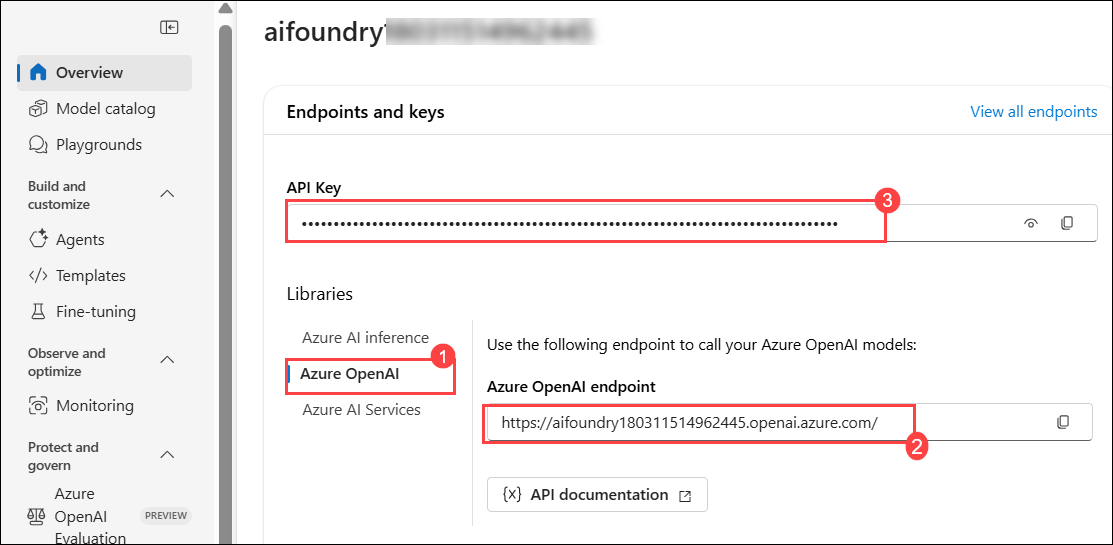 aifoundry
Overview
Model catalog
Playgrounds
Build and
customize
Agents
Templates
Fine-tuning
Observe and
optimize
Monitoring
Protect and
govern
Azure
OpenAI
Evaluation
PREVIEW
Endpoints and keys
View all endpoints
API Key
3
Libraries
Azure AI inference
1
Azure OpenAI
Azure AI Services
Use the following endpoint to call your Azure OpenAI models:
Azure OpenAI endpoint
https://aifoundry180311514962445.openai.azure.com/
2
{x} API documentation